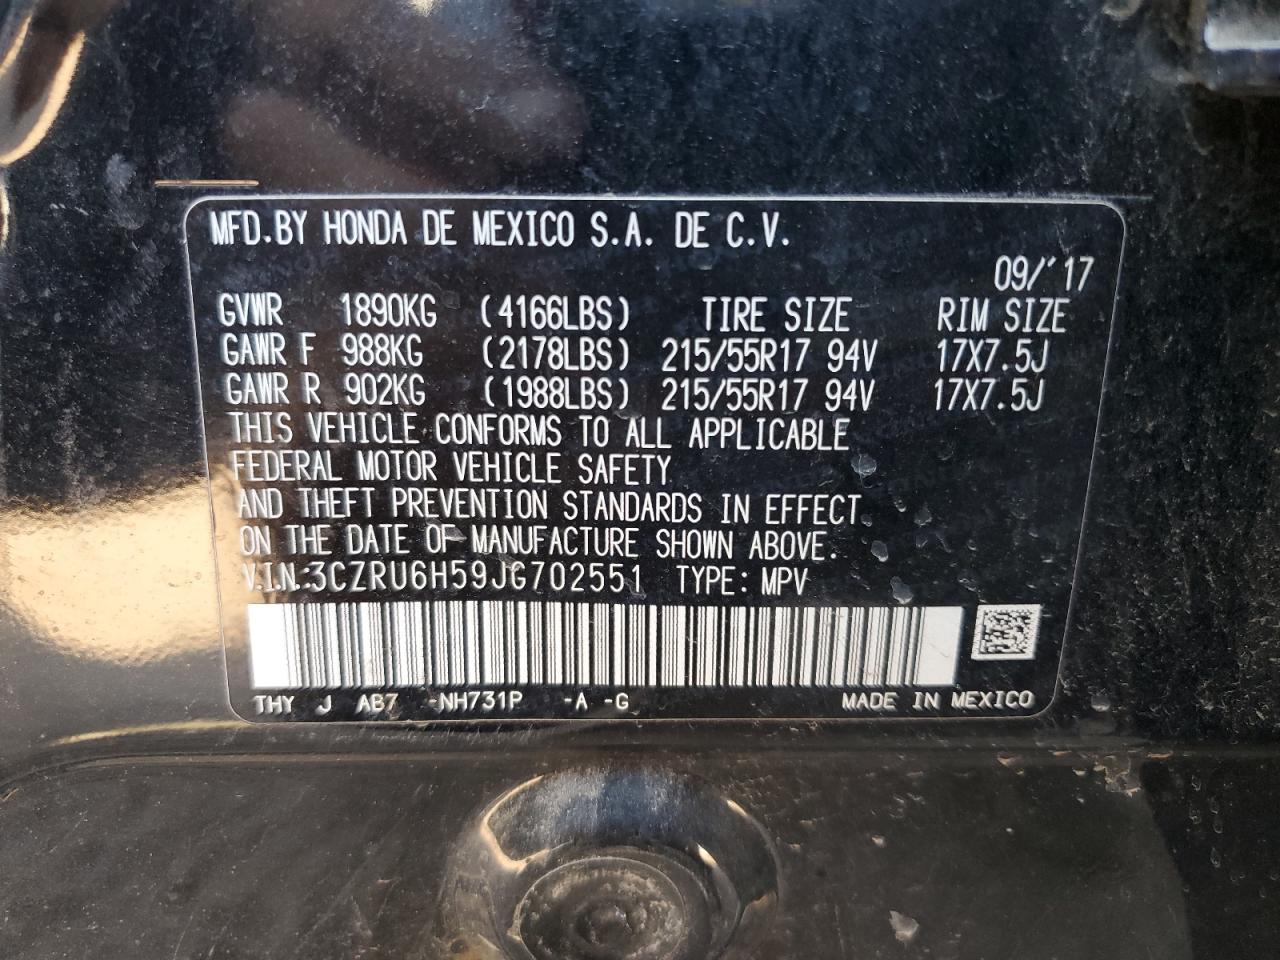 MFD.BY HONDA DE MEXICO S.A. DE C.V.
09/'17
GVWR 1890KG (4166LBS) TIRE SIZE RIM SIZE
GAWR F 988KG (2178LBS) 215/55R17 94V 17X7.5J
GAWR R 902KG (1988LBS) 215/55R17 94V 17X7.5J
THIS VEHICLE CONFORMS TO ALL APPLICABLE
FEDERAL MOTOR VEHICLE SAFETY
AND THEFT PREVENTION STANDARDS IN EFFECT
ON THE DATE OF MANUFACTURE SHOWN ABOVE.
V.I.N.:3CZRU6H59JG702551 TYPE: MPV
THY J AB7 -NH731P -A -G MADE IN MEXICO